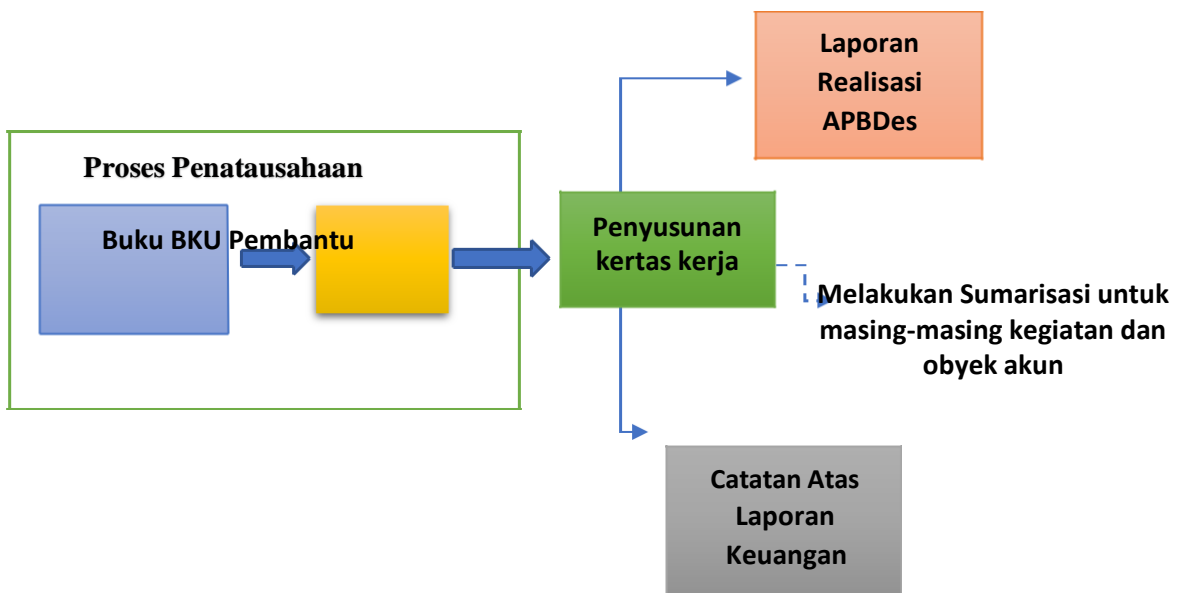 Laporan
Realisasi
APBDes
Proses Penatausahaan
Buku BKU Pembantu
Penyusunan
kertas kerja
Melakukan Sumarisasi untuk
masing-masing kegiatan dan
obyek akun
Catatan Atas
Laporan
Keuangan